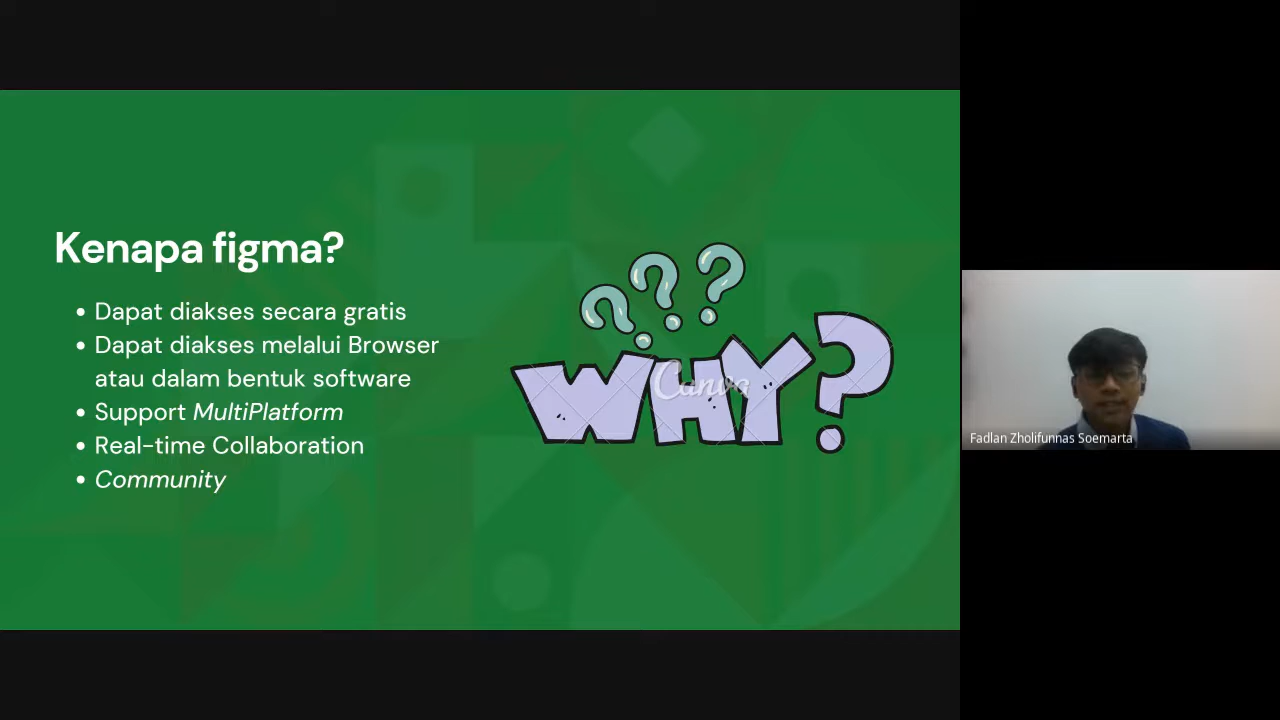 Kenapa figma?
• Dapat diakses secara gratis
• Dapat diakses melalui Browser
atau dalam bentuk software
• Support MultiPlatform
• Real-time Collaboration
• Community
? ? ?
WHY?
Canva
Fadlan Zholifunnas Soemarta